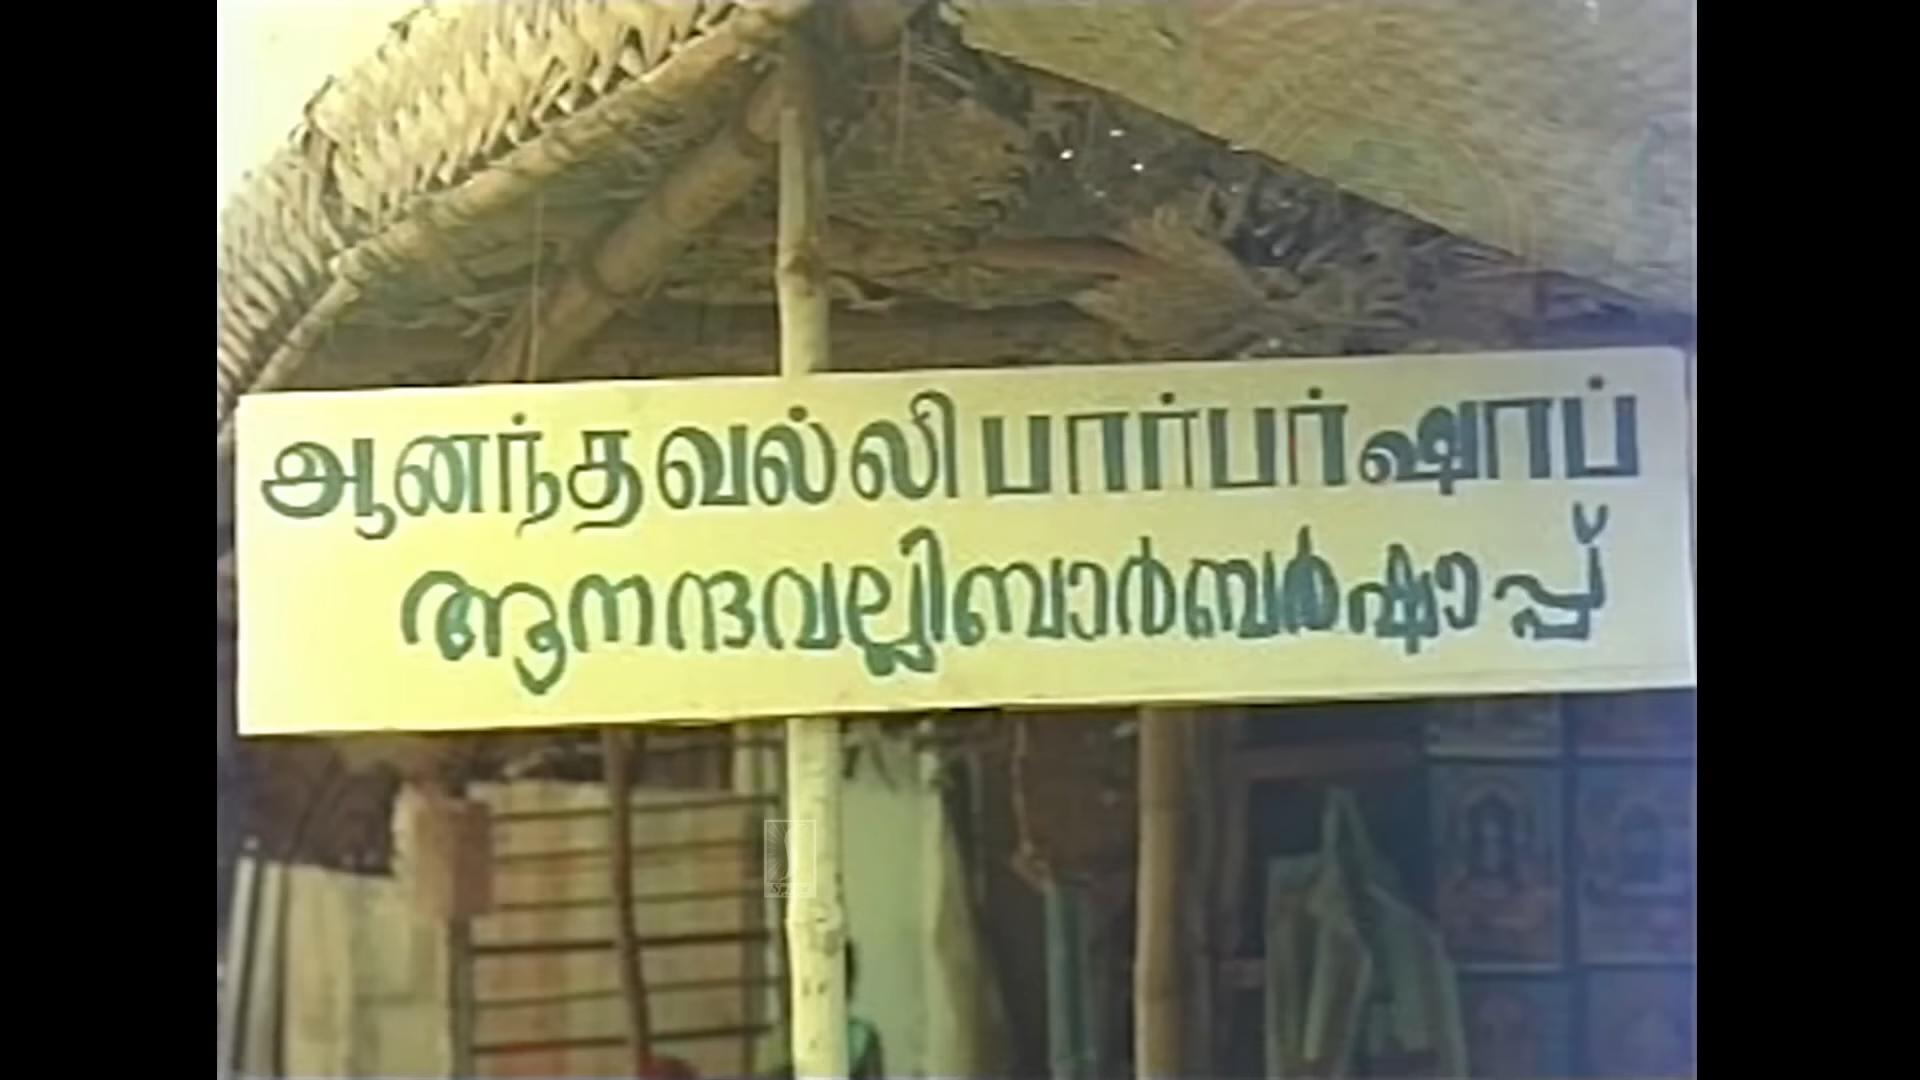 ஆனந்தவல்லி பார்பர்ஷாப்
ആനന്ദവല്ലി ബാർബർഷാപ്പ്